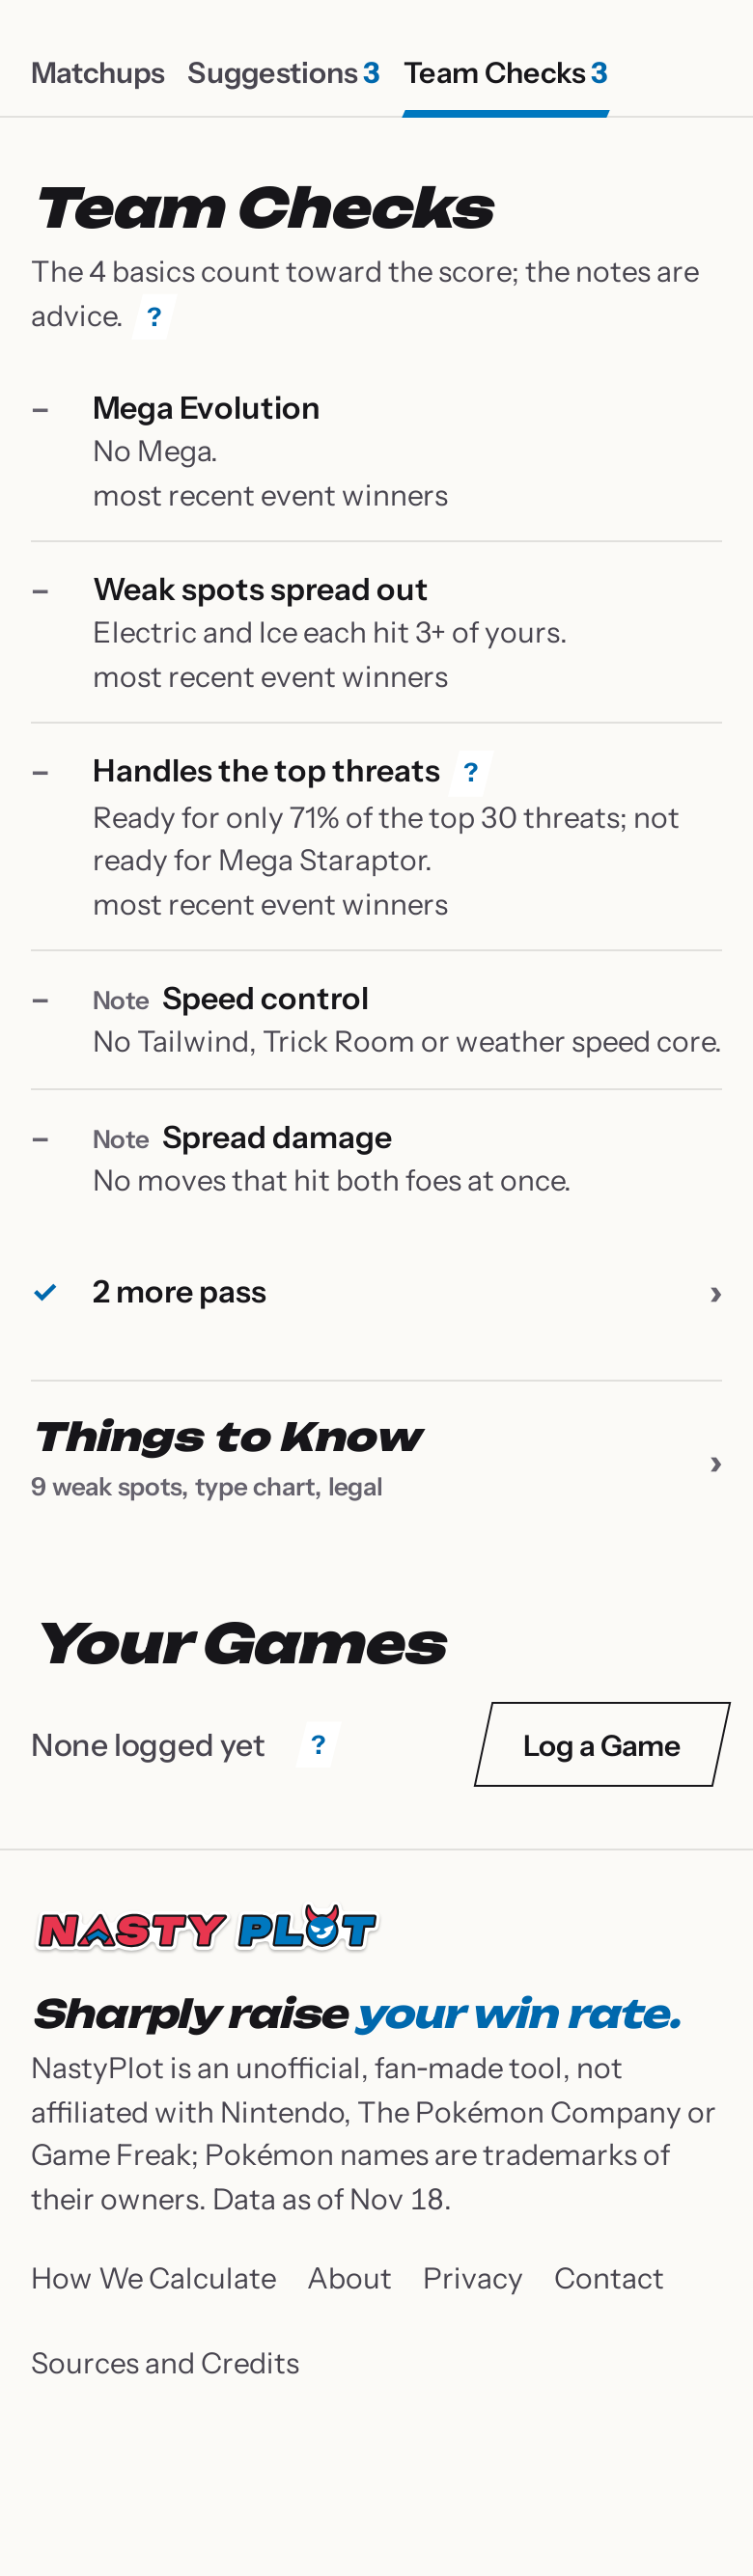 Matchups Suggestions 3 Team Checks 3
Team Checks
The 4 basics count toward the score; the notes are
advice. ?
– Mega Evolution
No Mega.
most recent event winners
– Weak spots spread out
Electric and Ice each hit 3+ of yours.
most recent event winners
– Handles the top threats ?
Ready for only 71% of the top 30 threats; not
ready for Mega Staraptor.
most recent event winners
– Note Speed control
No Tailwind, Trick Room or weather speed core.
– Note Spread damage
No moves that hit both foes at once.
✓ 2 more pass ›
Things to Know ›
9 weak spots, type chart, legal
Your Games
None logged yet ? Log a Game
NASTY PLOT
Sharply raise your win rate.
NastyPlot is an unofficial, fan-made tool, not
affiliated with Nintendo, The Pokémon Company or
Game Freak; Pokémon names are trademarks of
their owners. Data as of Nov 18.
How We Calculate About Privacy Contact
Sources and Credits